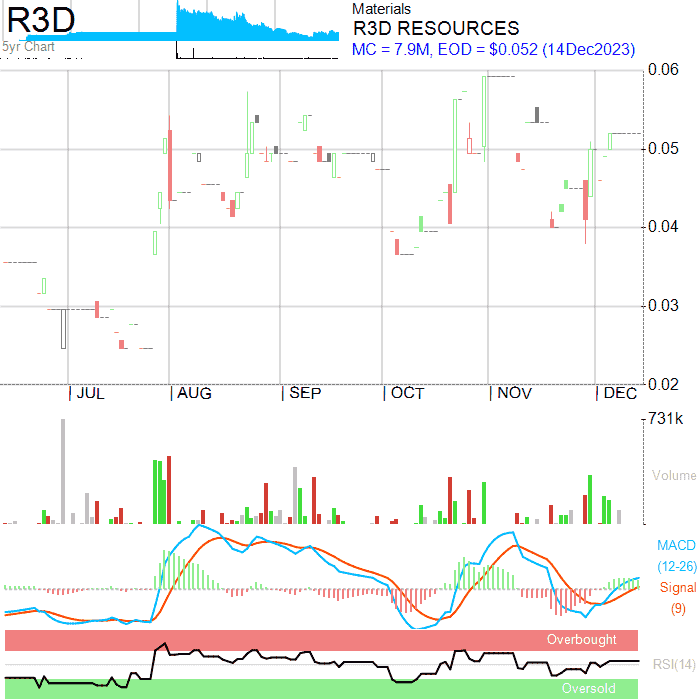 R3D
5yr Chart
Materials
R3D RESOURCES
MC = 7.9M, EOD = $0.052 (14Dec2023)
0.06
0.05
0.04
0.03
0.02
JUL AUG SEP OCT NOV DEC
731k
Volume
MACD
(12-26)
Signal
(9)
Overbought
RSI(14)
Oversold